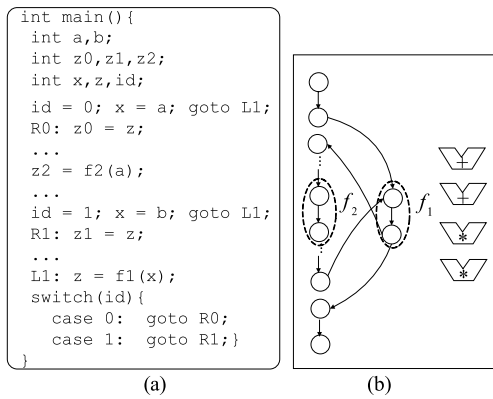 int main(){
int a,b;
int z0,z1,z2;
int x,z,id;
id = 0; x = a; goto L1;
R0: z0 = z;
...
z2 = f2(a);
...
id = 1; x = b; goto L1;
R1: z1 = z;
...
L1: z = f1(x);
switch(id){
case 0: goto R0;
case 1: goto R1;}
}
(a)
f2
f1
+
+
*
*
(b)